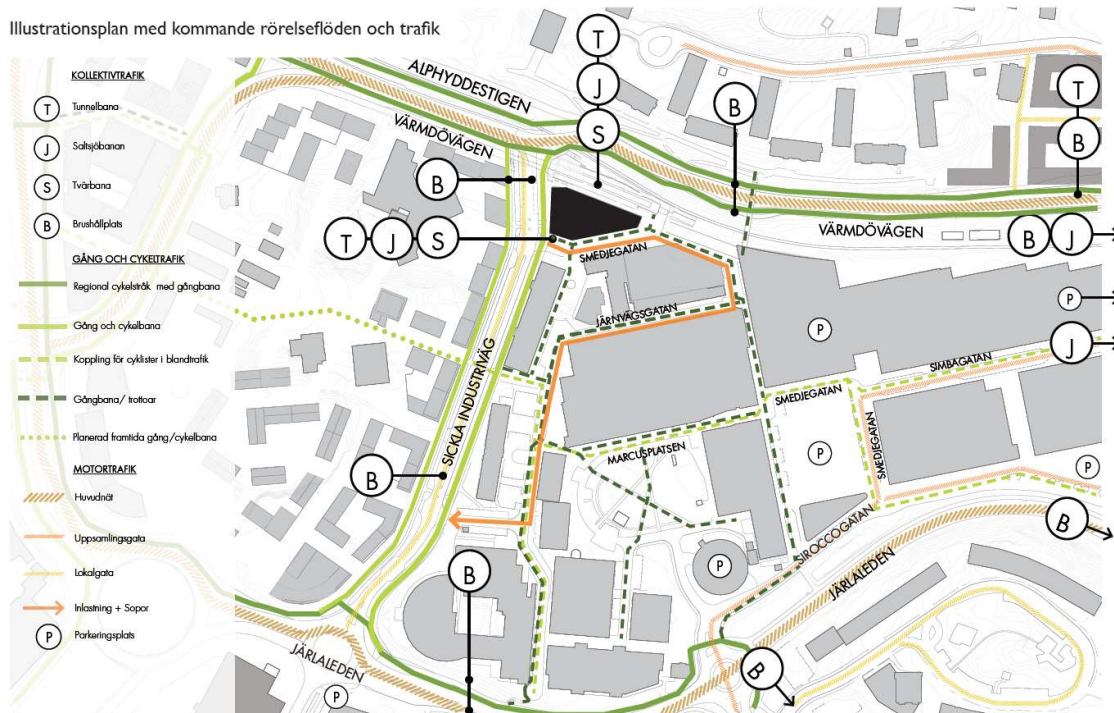 Illustrationsplan med kommande rörelseflöden och trafik
KOLLEKTIVTRAFIK
T Tunnelbana
J Saltsjöbanan
S Tvärbana
B Brushållplats
GÅNG OCH CYKELTRAFIK
Regional cykelstråk med gångbana
Gång och cykelbana
Koppling för cyklister i blandtrafik
Gångbana/ trottoar
Planerad framtida gång/cykelbana
MOTORTRAFIK
Huvudnät
Uppsamlingsgata
Lokalgata
Inlastning + Sopor
P Parkeringsplats
T
J
S
B
T
B
ALPHYDDESTIGEN
VÄRMDÖVÄGEN
B
T J S
VÄRMDÖVÄGEN
B J
SMEDJEGATAN
JÄRNVÄGSGATAN
P
P
J
SIMBAGATAN
SMEDJEGATAN
SMEDJEGATAN
SICKLA INDUSTRIVÄG
MARCUSPLATSEN
P
P
B
B
SIROCCOGATAN
JÄRLALEDEN
P
B
B
JÄRLALEDEN
P